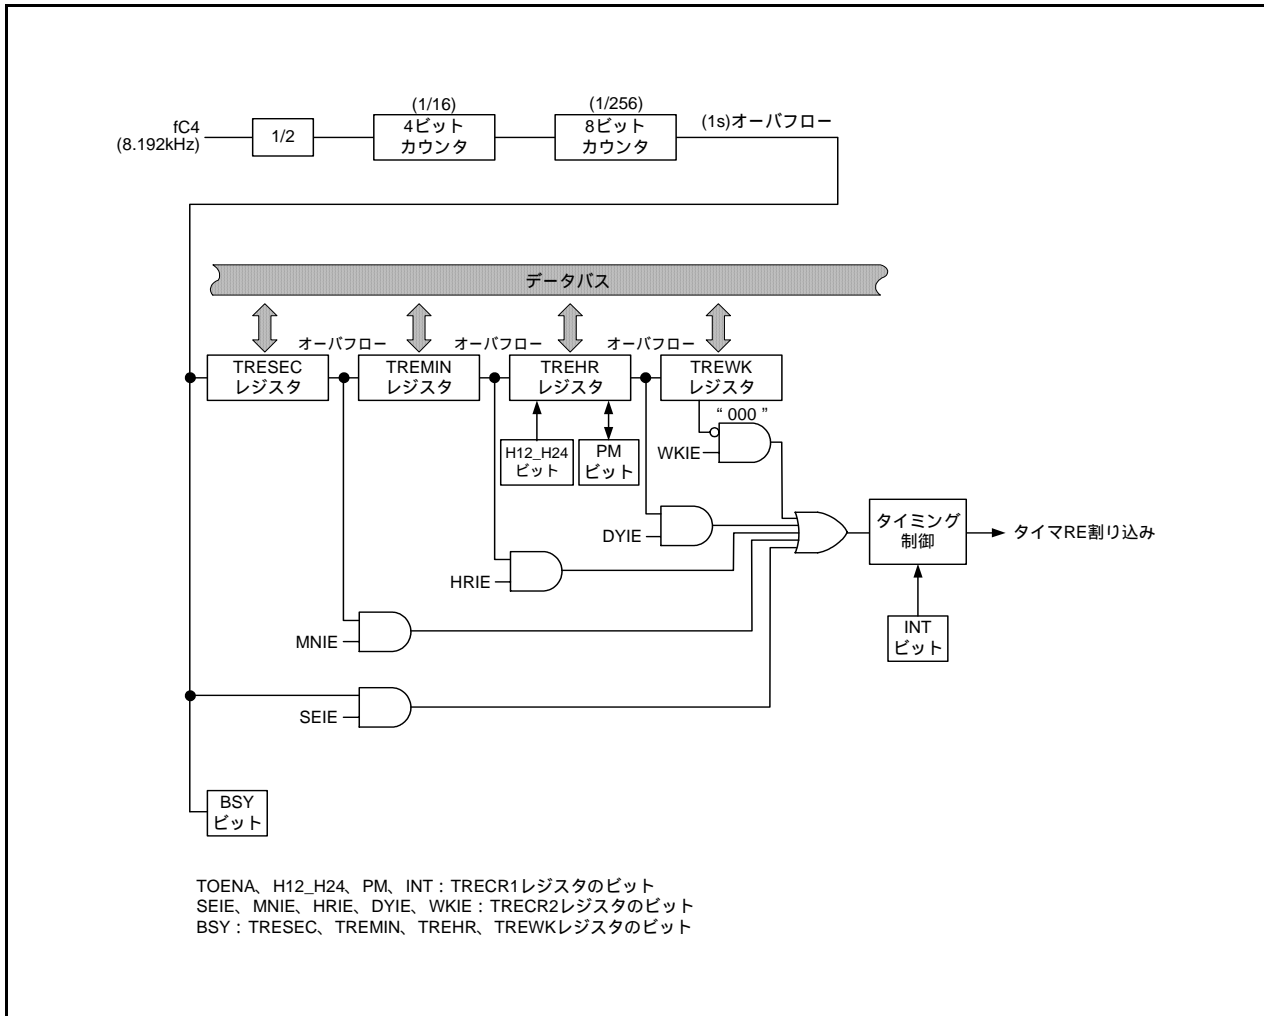 fC4
(8.192kHz)
1/2
(1/16)
4ビット
カウンタ
(1/256)
8ビット
カウンタ
(1s)オーバフロー
データバス
オーバフロー
オーバフロー
オーバフロー
TRESEC
レジスタ
TREMIN
レジスタ
TREHR
レジスタ
TREWK
レジスタ
“ 000 ”
H12_H24
ビット
PM
ビット
WKIE
DYIE
HRIE
MNIE
SEIE
タイミング
制御
タイマRE割り込み
INT
ビット
BSY
ビット
TOENA、H12_H24、PM、INT : TRECR1レジスタのビット
SEIE、MNIE、HRIE、DYIE、WKIE : TRECR2レジスタのビット
BSY : TRESEC、TREMIN、TREHR、TREWKレジスタのビット